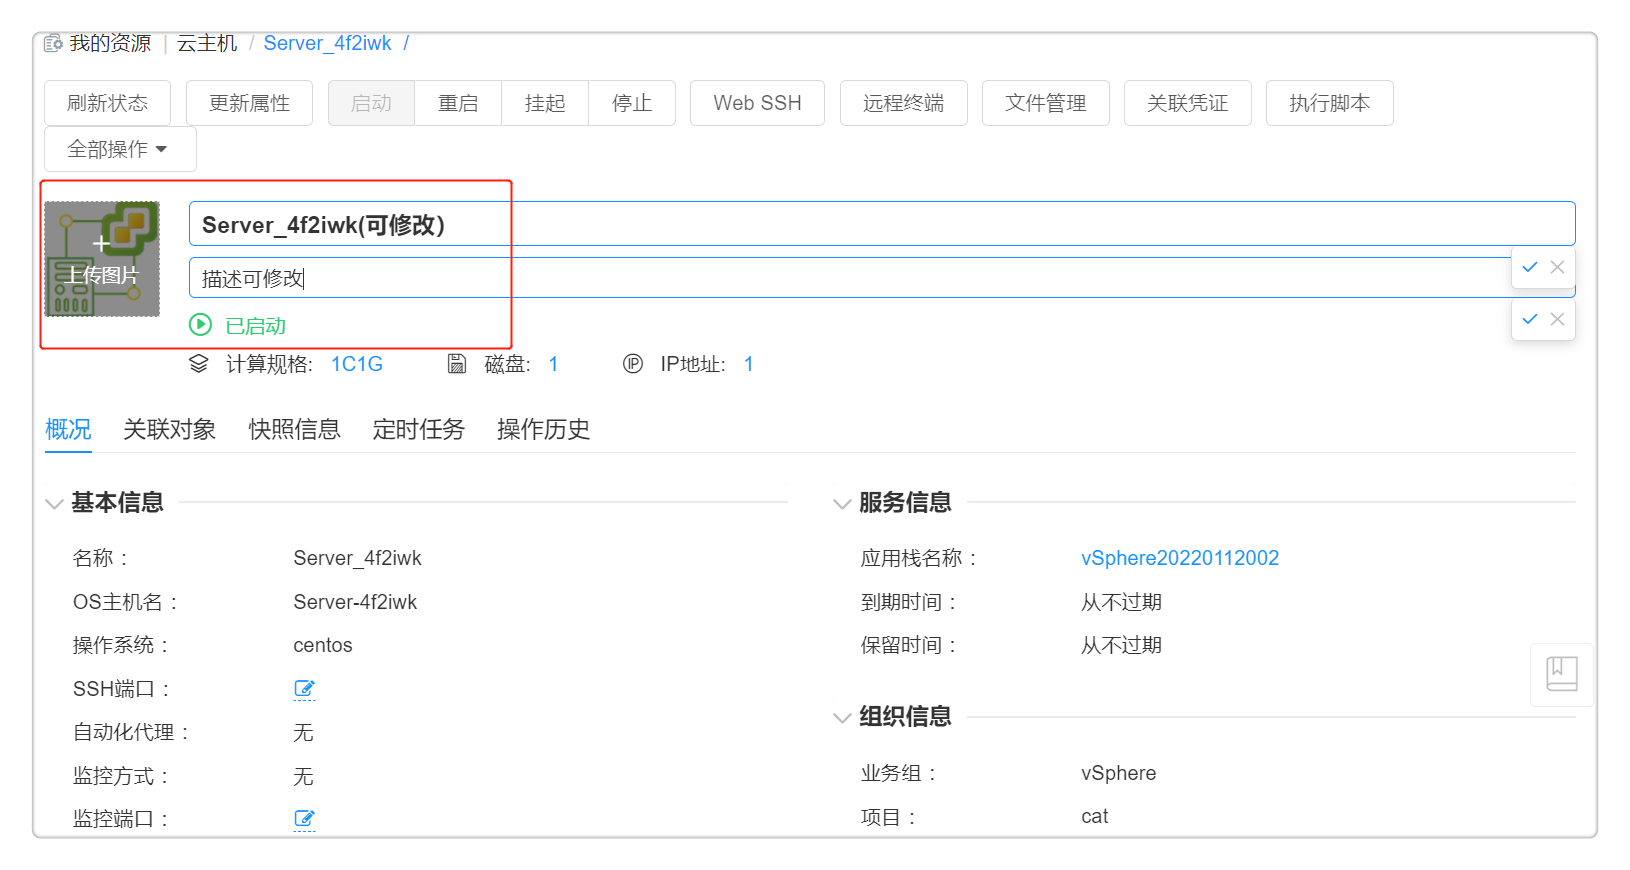 我的资源 | 云主机 / Server_4f2iwk /
刷新状态 更新属性 启动 重启 挂起 停止 Web SSH 远程终端 文件管理 关联凭证 执行脚本
全部操作
Server_4f2iwk(可修改)
上传图片
描述可修改
已启动
计算规格: 1C1G 磁盘: 1 IP地址: 1
概况 关联对象 快照信息 定时任务 操作历史
基本信息
名称： Server_4f2iwk
OS主机名： Server-4f2iwk
操作系统： centos
SSH端口：
自动化代理： 无
监控方式： 无
监控端口：
服务信息
应用栈名称： vSphere20220112002
到期时间： 从不过期
保留时间： 从不过期
组织信息
业务组： vSphere
项目： cat